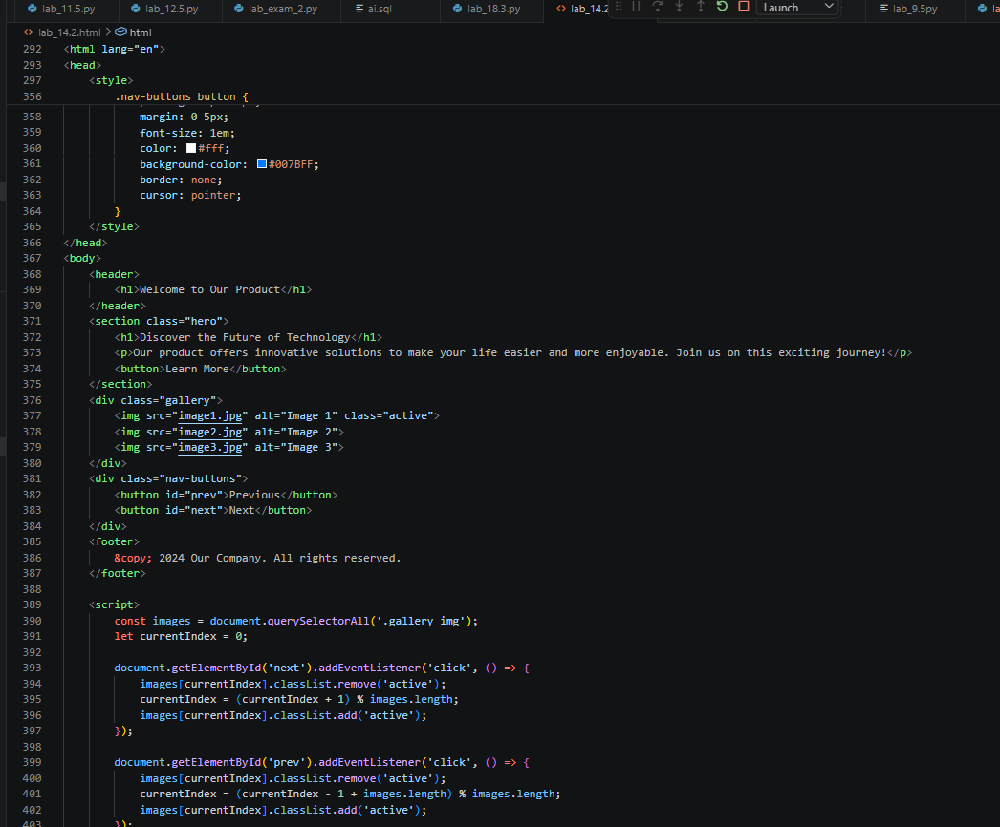 lab_11.5.py lab_12.5.py lab_exam_2.py ai.sql lab_18.3.py lab_14.2 Launch lab_9.5py
lab_14.2.html > html
292 <html lang="en">
293 <head>
297 <style>
356 .nav-buttons button {
358 margin: 0 5px;
359 font-size: 1em;
360 color: #fff;
361 background-color: #007BFF;
362 border: none;
363 cursor: pointer;
364 }
365 </style>
366 </head>
367 <body>
368 <header>
369 <h1>Welcome to Our Product</h1>
370 </header>
371 <section class="hero">
372 <h1>Discover the Future of Technology</h1>
373 <p>Our product offers innovative solutions to make your life easier and more enjoyable. Join us on this exciting journey!</p>
374 <button>Learn More</button>
375 </section>
376 <div class="gallery">
377 <img src="image1.jpg" alt="Image 1" class="active">
378 <img src="image2.jpg" alt="Image 2">
379 <img src="image3.jpg" alt="Image 3">
380 </div>
381 <div class="nav-buttons">
382 <button id="prev">Previous</button>
383 <button id="next">Next</button>
384 </div>
385 <footer>
386 &copy; 2024 Our Company. All rights reserved.
387 </footer>
388
389 <script>
390 const images = document.querySelectorAll('.gallery img');
391 let currentIndex = 0;
392
393 document.getElementById('next').addEventListener('click', () => {
394 images[currentIndex].classList.remove('active');
395 currentIndex = (currentIndex + 1) % images.length;
396 images[currentIndex].classList.add('active');
397 });
398
399 document.getElementById('prev').addEventListener('click', () => {
400 images[currentIndex].classList.remove('active');
401 currentIndex = (currentIndex - 1 + images.length) % images.length;
402 images[currentIndex].classList.add('active');
403 });